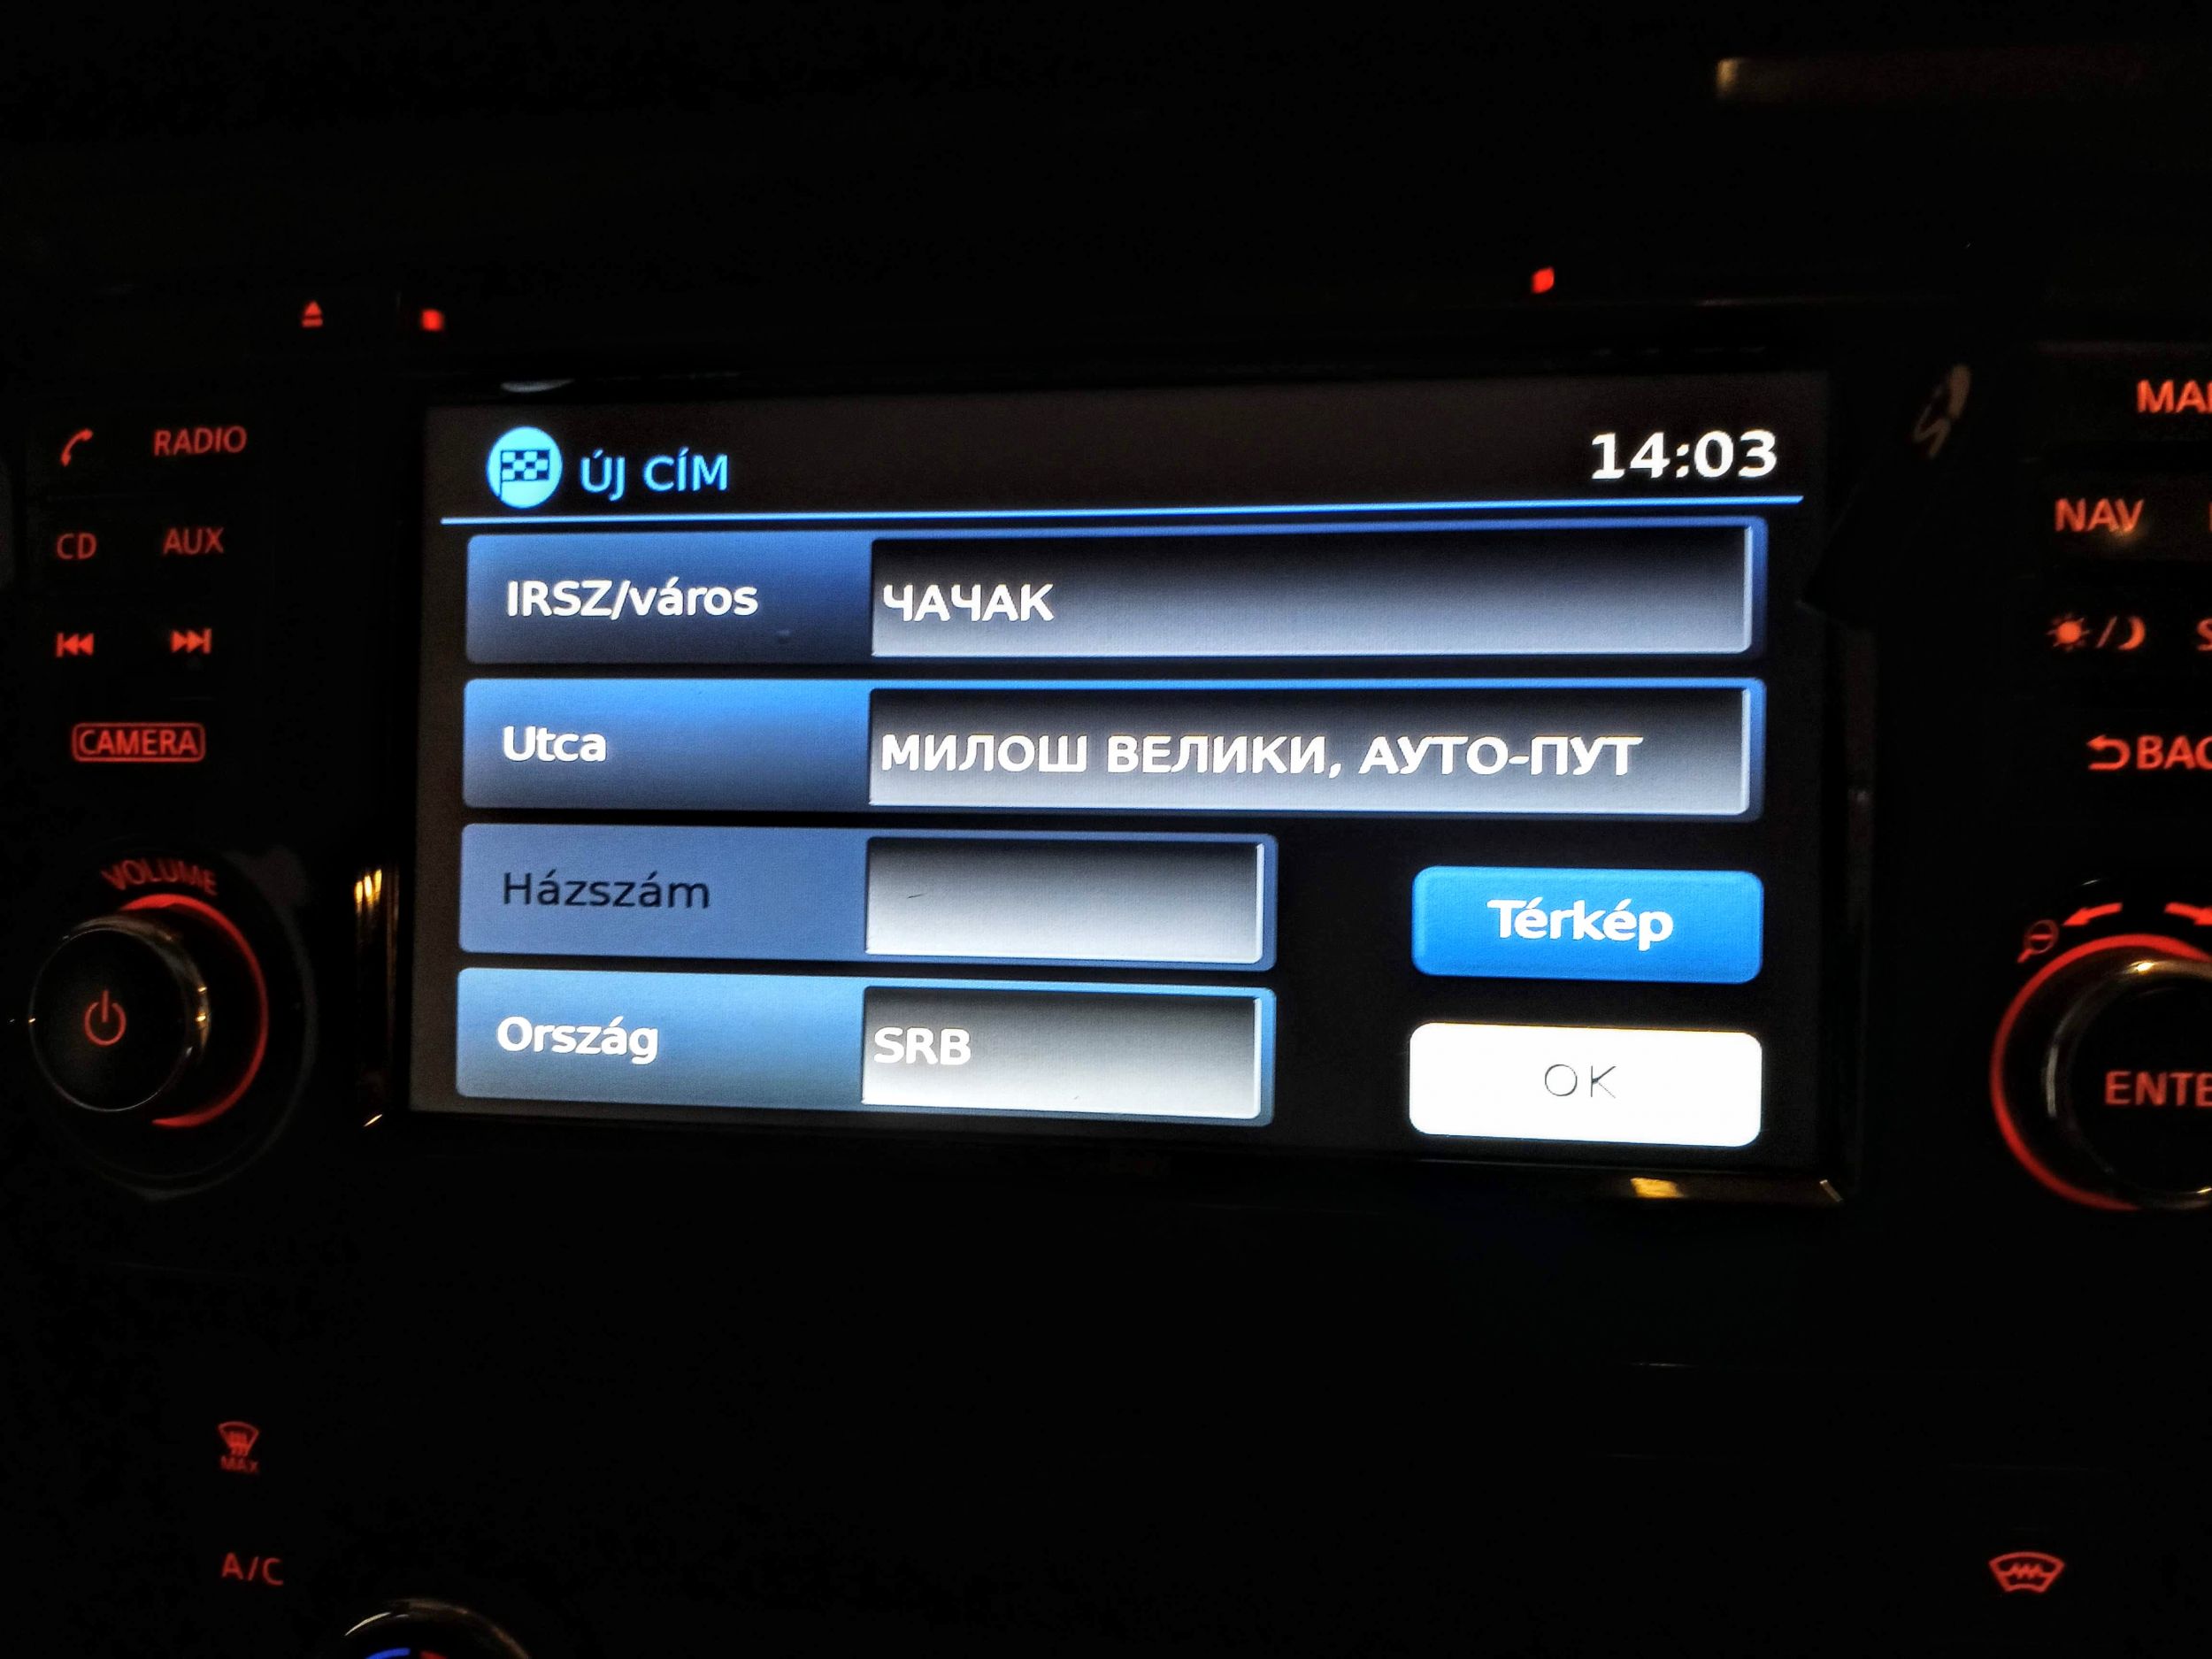 RADIO
CD AUX
CAMERA
VOLUME
MAX
A/C
ÚJ CÍM 14:03
IRSZ/város ЧАЧАК
Utca МИЛОШ ВЕЛИКИ, АУТО-ПУТ
Házszám
Térkép
Ország SRB
OK
NAV